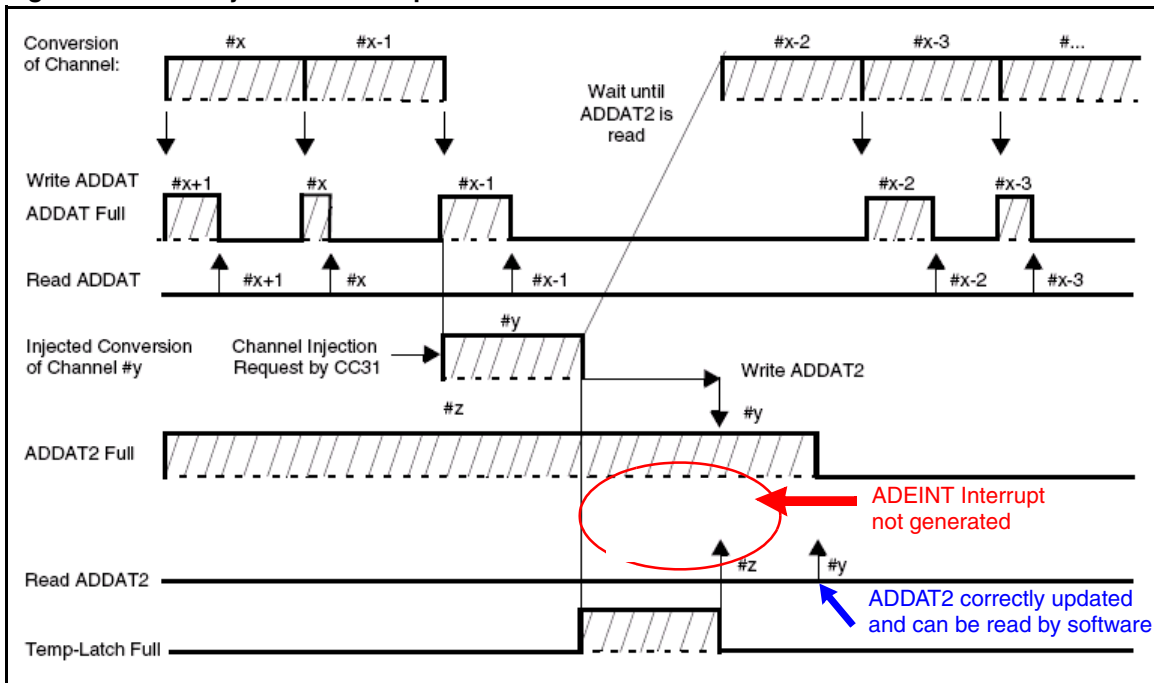 Conversion
of Channel:
#x
#x-1
#x-2
#x-3
#...
Wait until
ADDAT2 is
read
Write ADDAT
ADDAT Full
#x+1
#x
#x-1
#x-2
#x-3
Read ADDAT
#x+1
#x
#x-1
#x-2
#x-3
Injected Conversion
of Channel #y
Channel Injection
Request by CC31
#y
Write ADDAT2
#z
#y
ADDAT2 Full
ADEINT Interrupt
not generated
Read ADDAT2
#z
#y
ADDAT2 correctly updated
and can be read by software
Temp-Latch Full